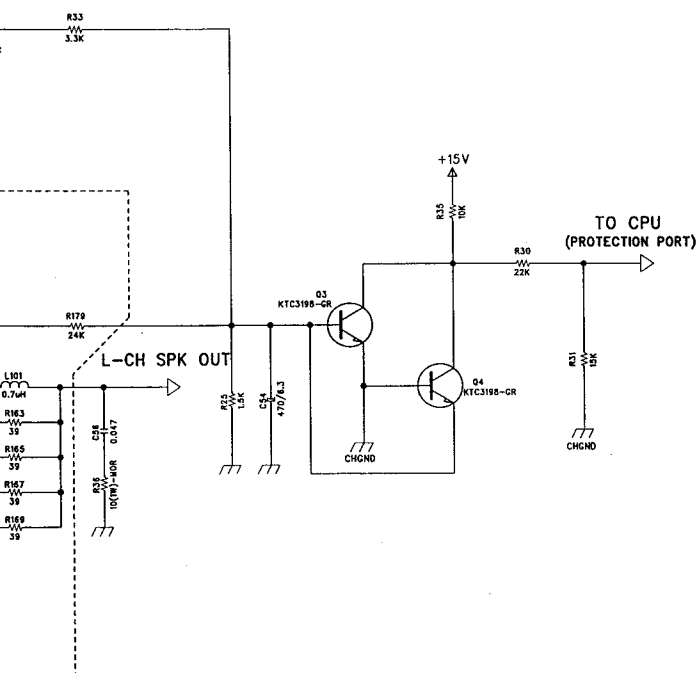 R33
3.3K
+15V
R35
10K
TO CPU
(PROTECTION PORT)
R30
22K
Q3
KTC3198-GR
R179
24K
L-CH SPK OUT
L101
0.7uH
R25
1.5K
C54
470/6.3
Q4
KTC3198-GR
R31
15K
R163
39
C56
0.047
CHGND
CHGND
R165
39
R36
10(1W)-MOR
R167
39
R169
39